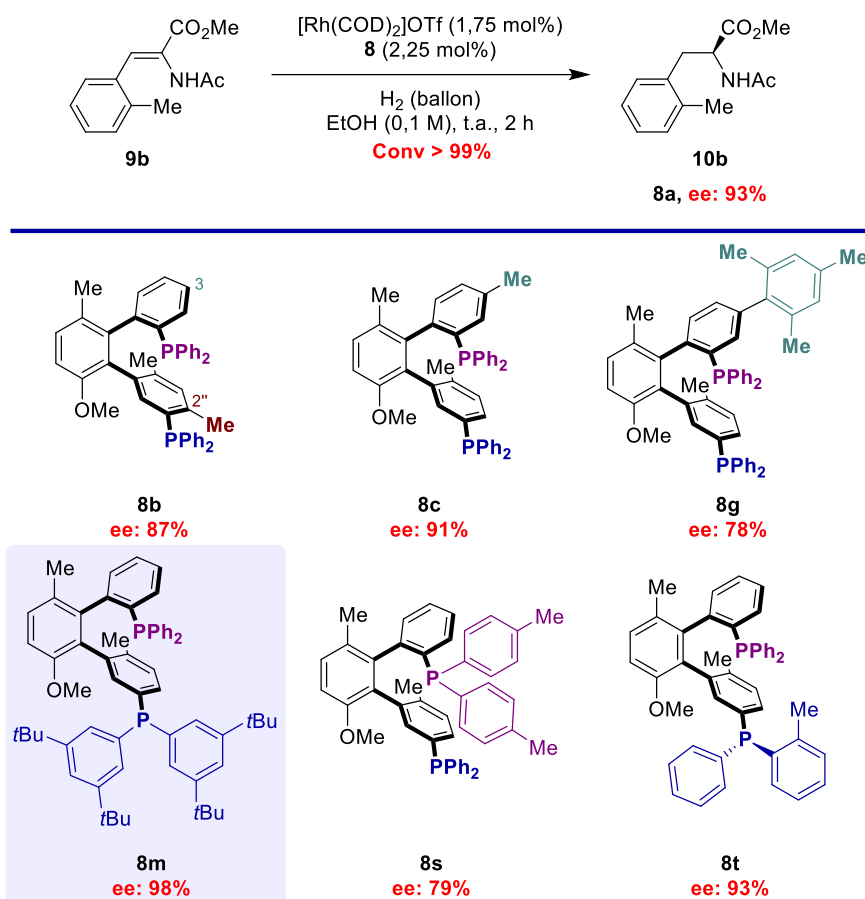 CO2Me
NHAc
Me
9b
[Rh(COD)2]OTf (1,75 mol%)
8 (2,25 mol%)
H2 (ballon)
EtOH (0,1 M), t.a., 2 h
Conv > 99%
CO2Me
NHAc
Me
10b
8a, ee: 93%
Me
3
PPh2
Me
OMe
2''
Me
PPh2
8b
ee: 87%
Me
Me
PPh2
Me
OMe
PPh2
8c
ee: 91%
Me
Me
Me
Me
PPh2
Me
OMe
PPh2
8g
ee: 78%
Me
PPh2
Me
OMe
P
tBu
tBu
tBu
tBu
8m
ee: 98%
Me
Me
P
Me
OMe
Me
PPh2
8s
ee: 79%
Me
PPh2
Me
OMe
Me
P
8t
ee: 93%